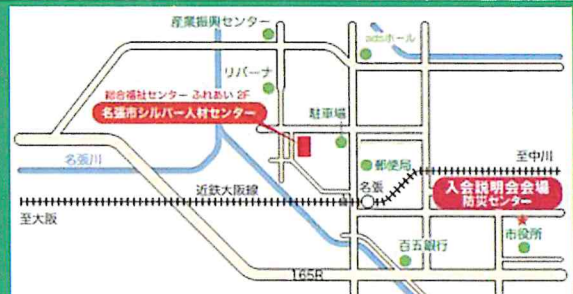 産業振興センター
adsホール
リバーナ
総合福祉センター ふれあい 2F
名張市シルバー人材センター
駐車場
名張川
郵便局
至中川
近鉄大阪線
名張
入会説明会会場
防災センター
至大阪
市役所
百五銀行
165R